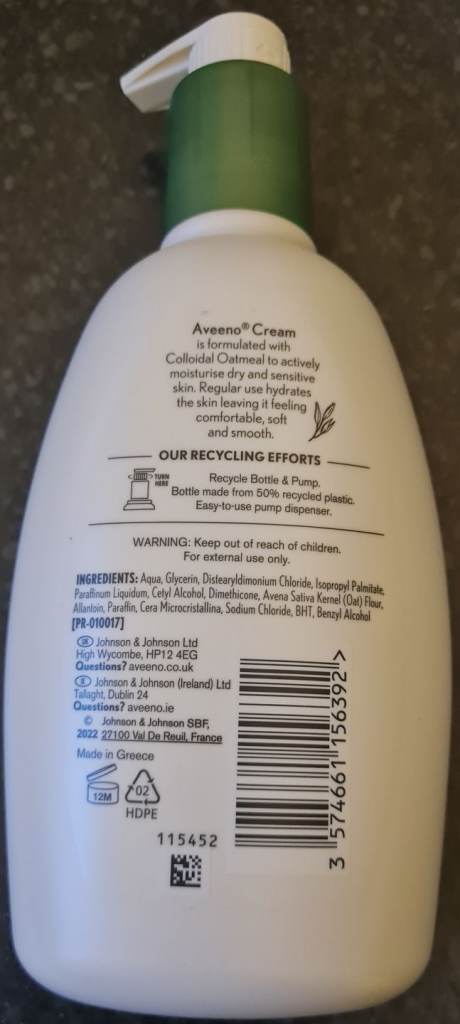 Aveeno® Cream
is formulated with
Colloidal Oatmeal to actively
moisturise dry and sensitive
skin. Regular use hydrates
the skin leaving it feeling
comfortable, soft
and smooth.
OUR RECYCLING EFFORTS
TURN
HERE
Recycle Bottle & Pump.
Bottle made from 50% recycled plastic.
Easy-to-use pump dispenser.
WARNING: Keep out of reach of children.
For external use only.
INGREDIENTS: Aqua, Glycerin, Distearyldimonium Chloride, Isopropyl Palmitate,
Paraffinum Liquidum, Cetyl Alcohol, Dimethicone, Avena Sativa Kernel (Oat) Flour,
Allantoin, Paraffin, Cera Microcristallina, Sodium Chloride, BHT, Benzyl Alcohol
[PR-010017]
Johnson & Johnson Ltd
High Wycombe, HP12 4EG
Questions? aveeno.co.uk
Johnson & Johnson (Ireland) Ltd
Tallaght, Dublin 24
Questions? aveeno.ie
© Johnson & Johnson SBF,
2022 27100 Val De Reuil, France
Made in Greece
12M
02
HDPE
115452
3 574661 156392 >